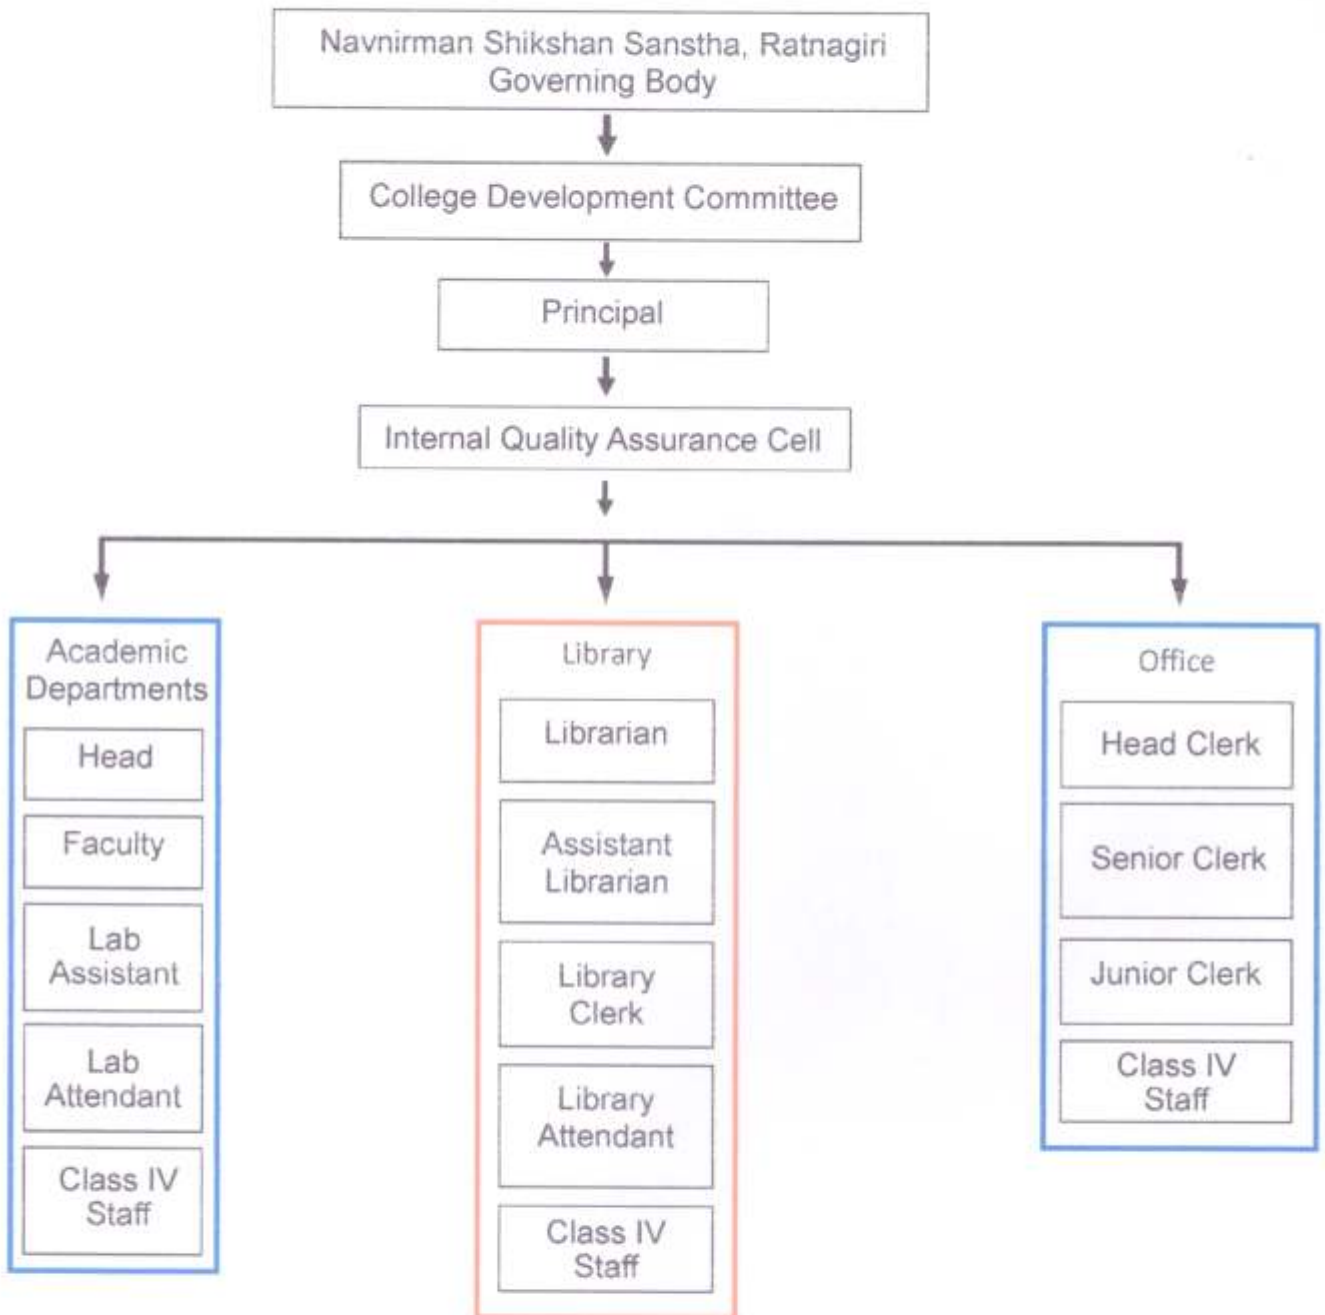 Navnirman Shikshan Sanstha, Ratnagiri
Governing Body
College Development Committee
Principal
Internal Quality Assurance Cell
Academic
Departments
Head
Faculty
Lab
Assistant
Lab
Attendant
Class IV
Staff
Library
Librarian
Assistant
Librarian
Library
Clerk
Library
Attendant
Class IV
Staff
Office
Head Clerk
Senior Clerk
Junior Clerk
Class IV
Staff